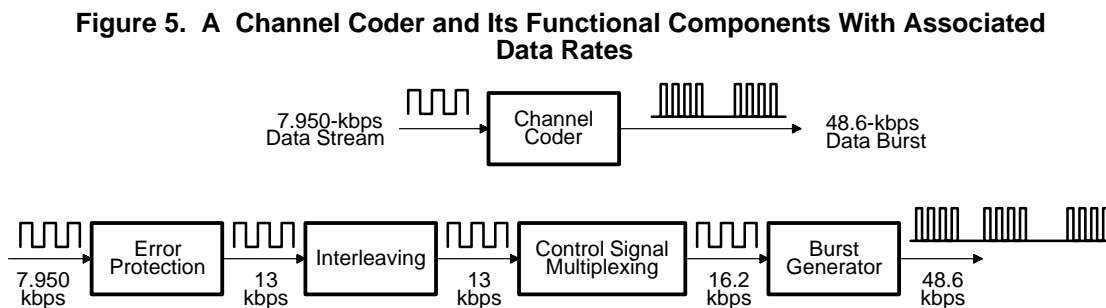 Figure 5. A Channel Coder and Its Functional Components With Associated
Data Rates
7.950-kbps
Data Stream
Channel
Coder
48.6-kbps
Data Burst
Error
Protection
Interleaving
Control Signal
Multiplexing
Burst
Generator
7.950
kbps
13
kbps
13
kbps
16.2
kbps
48.6
kbps